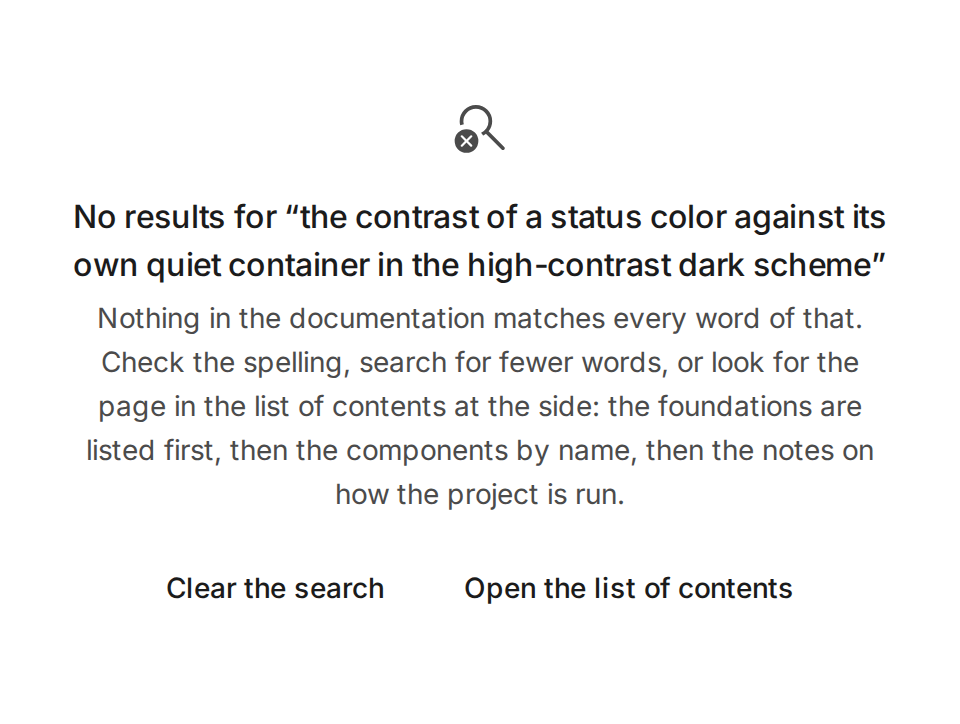 No results for “the contrast of a status color against its
own quiet container in the high-contrast dark scheme”
Nothing in the documentation matches every word of that.
Check the spelling, search for fewer words, or look for the
page in the list of contents at the side: the foundations are
listed first, then the components by name, then the notes on
how the project is run.
Clear the search
Open the list of contents